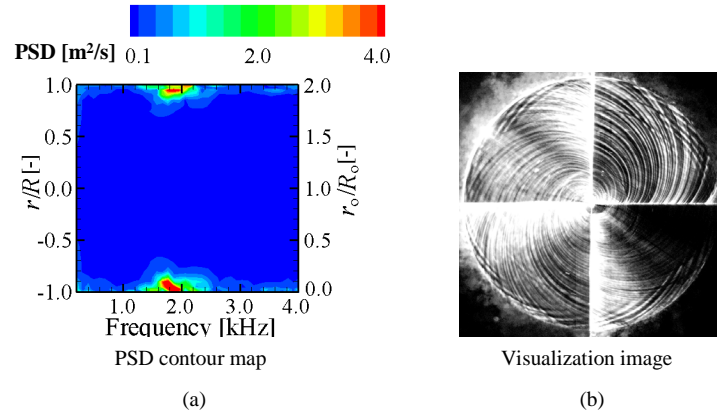 PSD [m²/s] 0.1 2.0 4.0
1.0 2.0
0.5 1.5
0.0 1.0
-0.5 0.5
-1.0 0.0
r/R [-]
rₒ/Rₒ[-]
1.0 2.0 3.0 4.0
Frequency [kHz]
PSD contour map Visualization image
(a) (b)